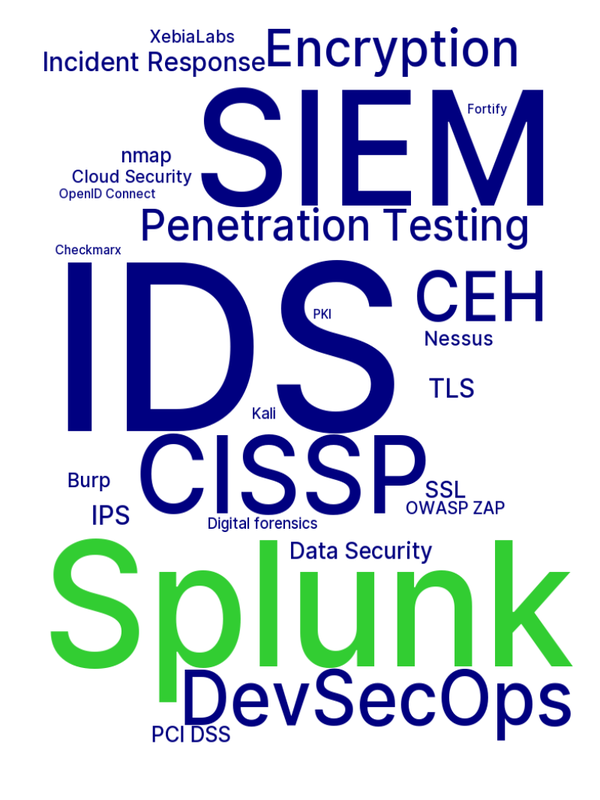 XebiaLabs
Encryption
Incident Response
SIEM
Fortify
nmap
Cloud Security
OpenID Connect
Penetration Testing
Checkmarx
IDS
CEH
PKI
Nessus
TLS
Kali
CISSP
Burp
SSL
OWASP ZAP
IPS
Digital forensics
Splunk
Data Security
DevSecOps
PCI DSS